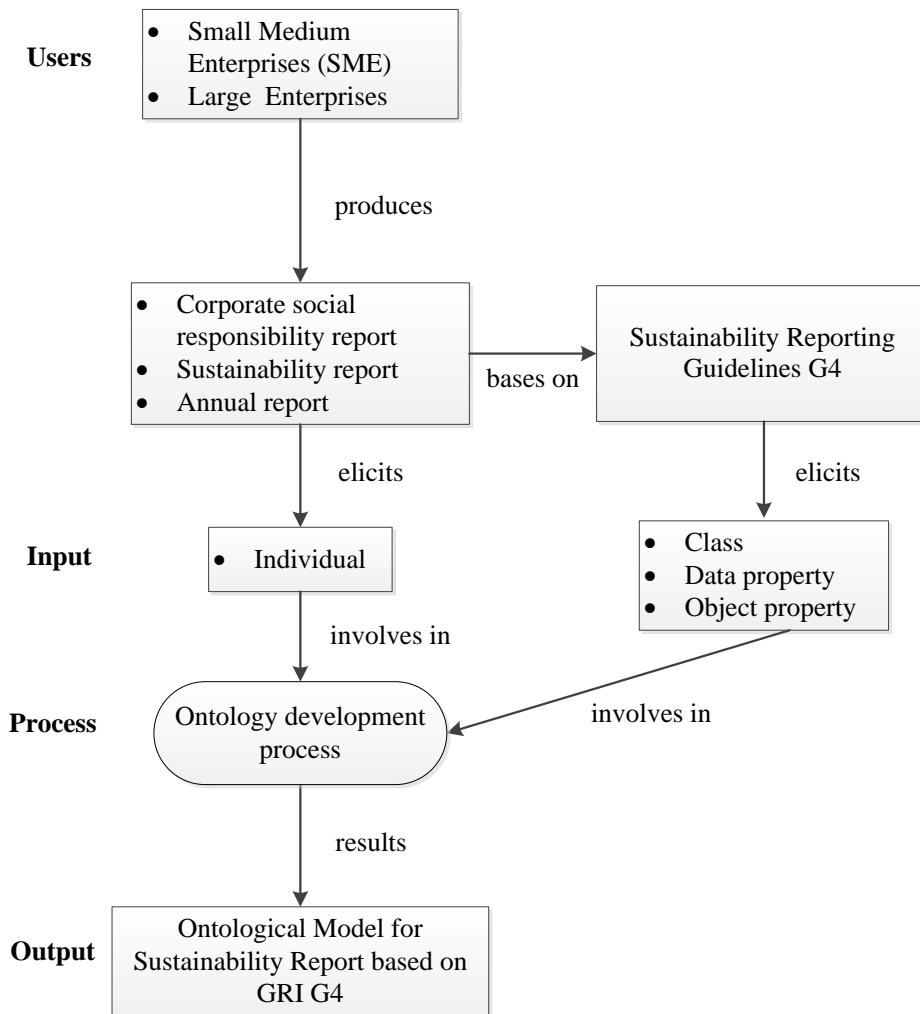 Users
• Small Medium
Enterprises (SME)
• Large Enterprises
produces
• Corporate social
responsibility report
• Sustainability report
• Annual report
bases on
Sustainability Reporting
Guidelines G4
elicits
elicits
Input
• Individual
• Class
• Data property
• Object property
involves in
involves in
Process
Ontology development
process
results
Output
Ontological Model for
Sustainability Report based on
GRI G4